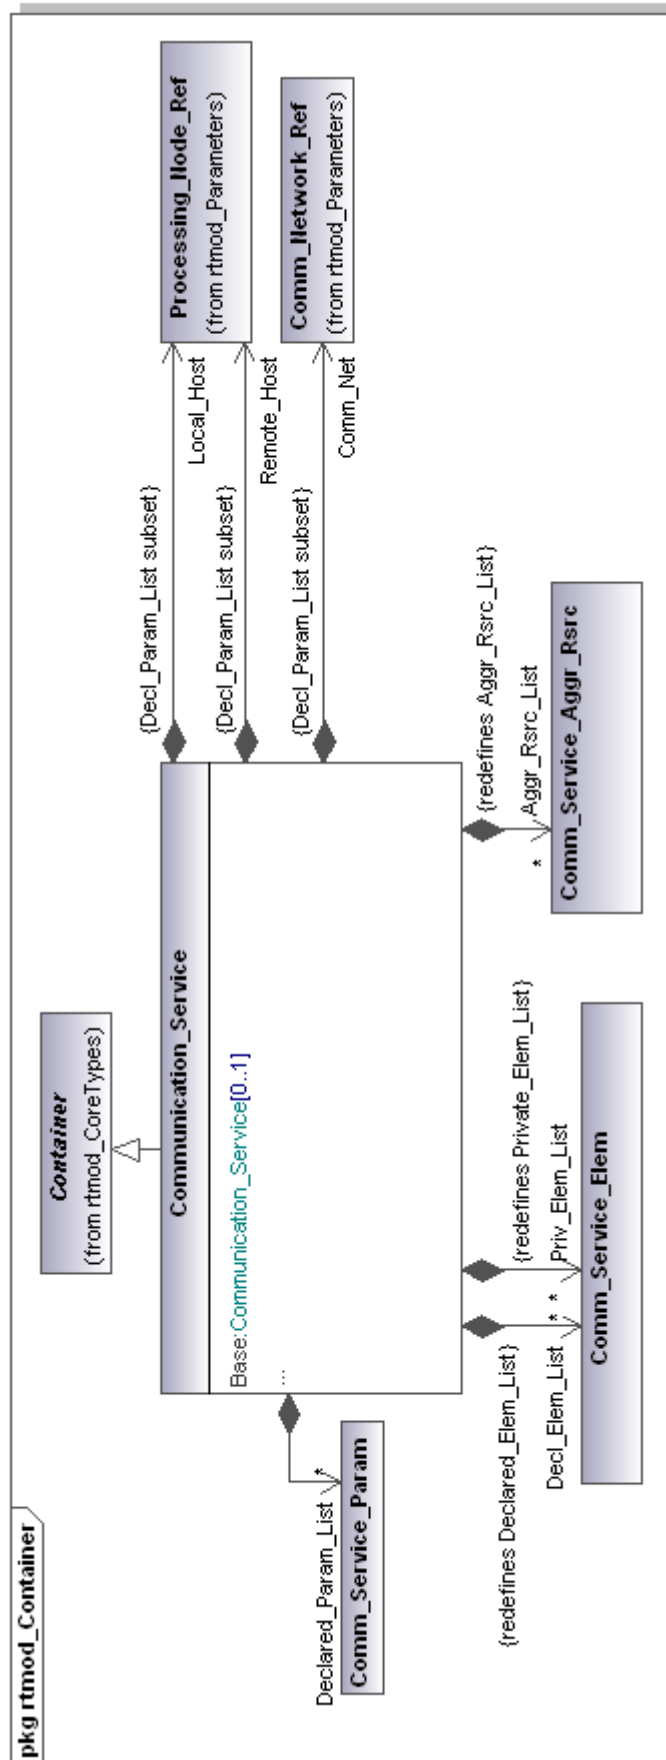 pkg rtmod_Container
Container
(from rtmod_CoreTypes)
Communication_Service
Base:Communication_Service[0..1]
...
{Decl_Param_List subset}
Local_Host
Processing_Node_Ref
(from rtmod_Parameters)
{Decl_Param_List subset}
Remote_Host
{Decl_Param_List subset}
Comm_Net
Comm_Network_Ref
(from rtmod_Parameters)
Declared_Param_List
*
Comm_Service_Param
{redefines Declared_Elem_List}
Decl_Elem_List
*
{redefines Private_Elem_List}
*
Priv_Elem_List
Comm_Service_Elem
{redefines Aggr_Rsrc_List}
*
Aggr_Rsrc_List
Comm_Service_Aggr_Rsrc